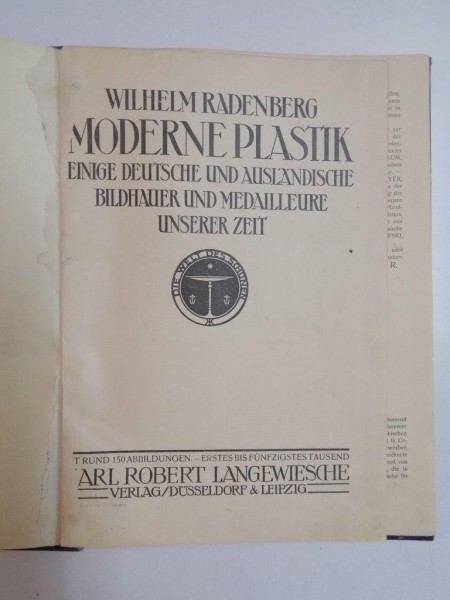 WILHELM RADENBERG
MODERNE PLASTIK
EINIGE DEUTSCHE UND AUSLÄNDISCHE
BILDHAUER UND MEDAILLEURE
UNSERER ZEIT
DIE WELT DES SCHÖNEN
T RUND 150 ABBILDUNGEN. – ERSTES BIS FÜNFZIGSTES TAUSEND
ARL ROBERT LANGEWIESCHE
VERLAG/DÜSSELDORF & LEIPZIG